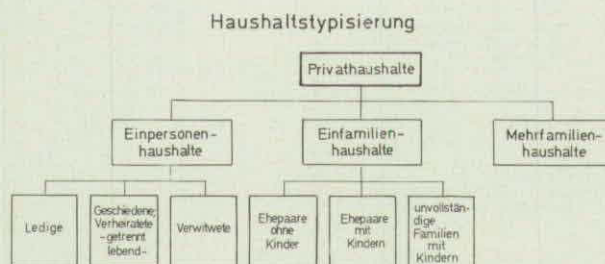 Haushaltstypisierung
Privathaushalte
Einpersonen-
haushalte
Einfamilien-
haushalte
Mehrfamilien-
haushalte
Ledige
Geschiedene;
Verheiratete
-getrennt
lebend-
Verwitwete
Ehepaare
ohne
Kinder
Ehepaare
mit
Kindern
unvollstän-
dige
Familien
mit
Kindern